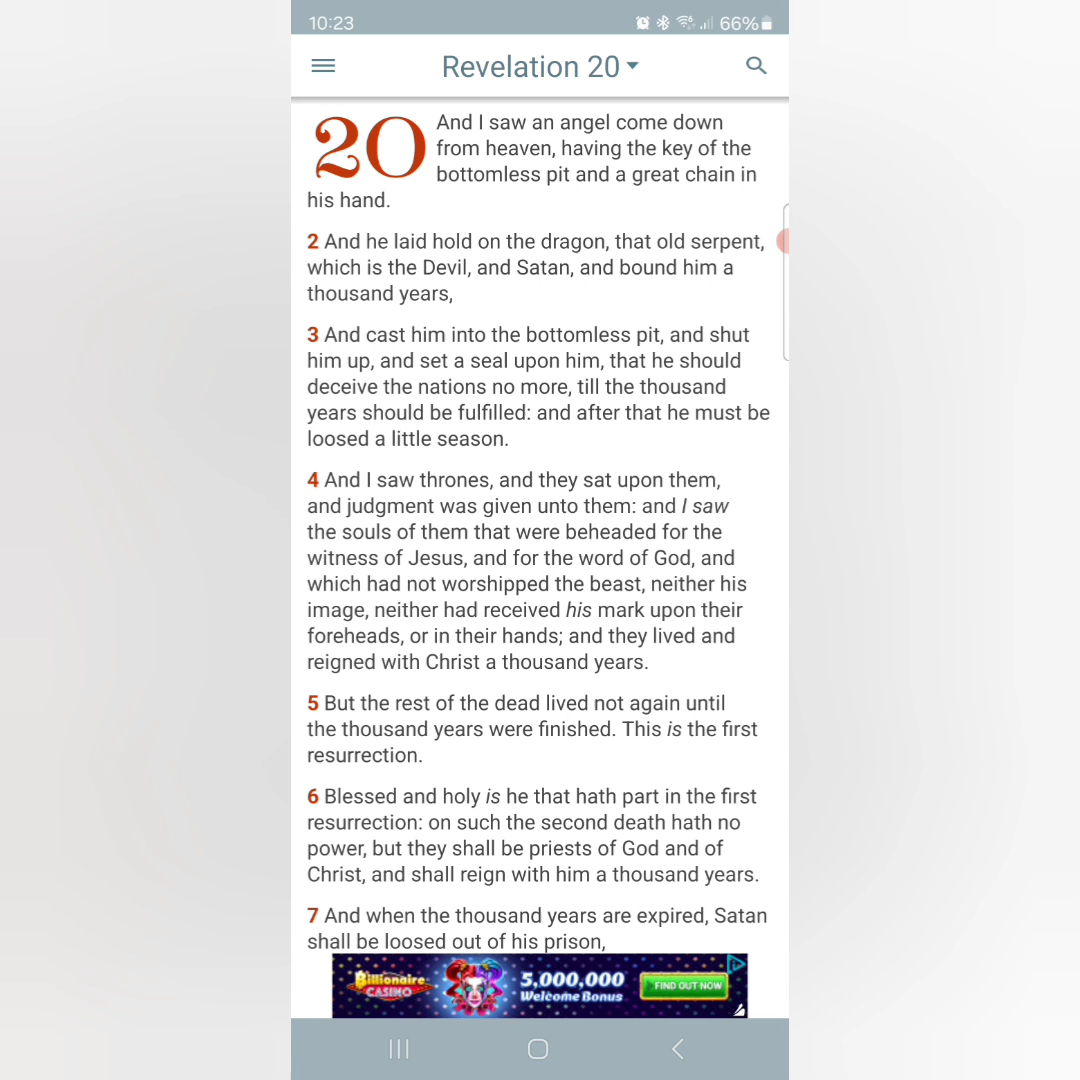 10:23 66%
Revelation 20
20 And I saw an angel come down
from heaven, having the key of the
bottomless pit and a great chain in
his hand.
2 And he laid hold on the dragon, that old serpent,
which is the Devil, and Satan, and bound him a
thousand years,
3 And cast him into the bottomless pit, and shut
him up, and set a seal upon him, that he should
deceive the nations no more, till the thousand
years should be fulfilled: and after that he must be
loosed a little season.
4 And I saw thrones, and they sat upon them,
and judgment was given unto them: and I saw
the souls of them that were beheaded for the
witness of Jesus, and for the word of God, and
which had not worshipped the beast, neither his
image, neither had received his mark upon their
foreheads, or in their hands; and they lived and
reigned with Christ a thousand years.
5 But the rest of the dead lived not again until
the thousand years were finished. This is the first
resurrection.
6 Blessed and holy is he that hath part in the first
resurrection: on such the second death hath no
power, but they shall be priests of God and of
Christ, and shall reign with him a thousand years.
7 And when the thousand years are expired, Satan
shall be loosed out of his prison,
Billionaire
CASINO
5,000,000
Welcome Bonus
FIND OUT NOW